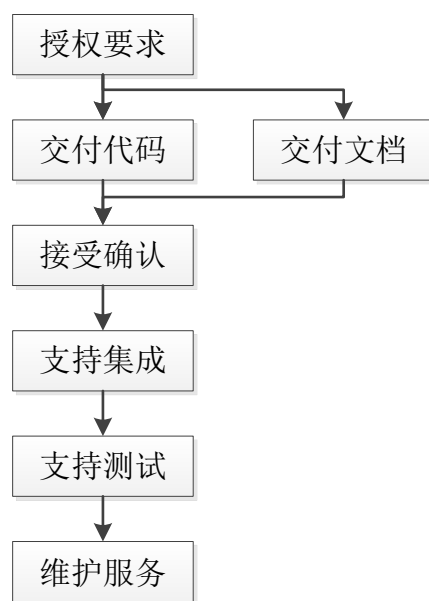 授权要求
交付代码
交付文档
接受确认
支持集成
支持测试
维护服务